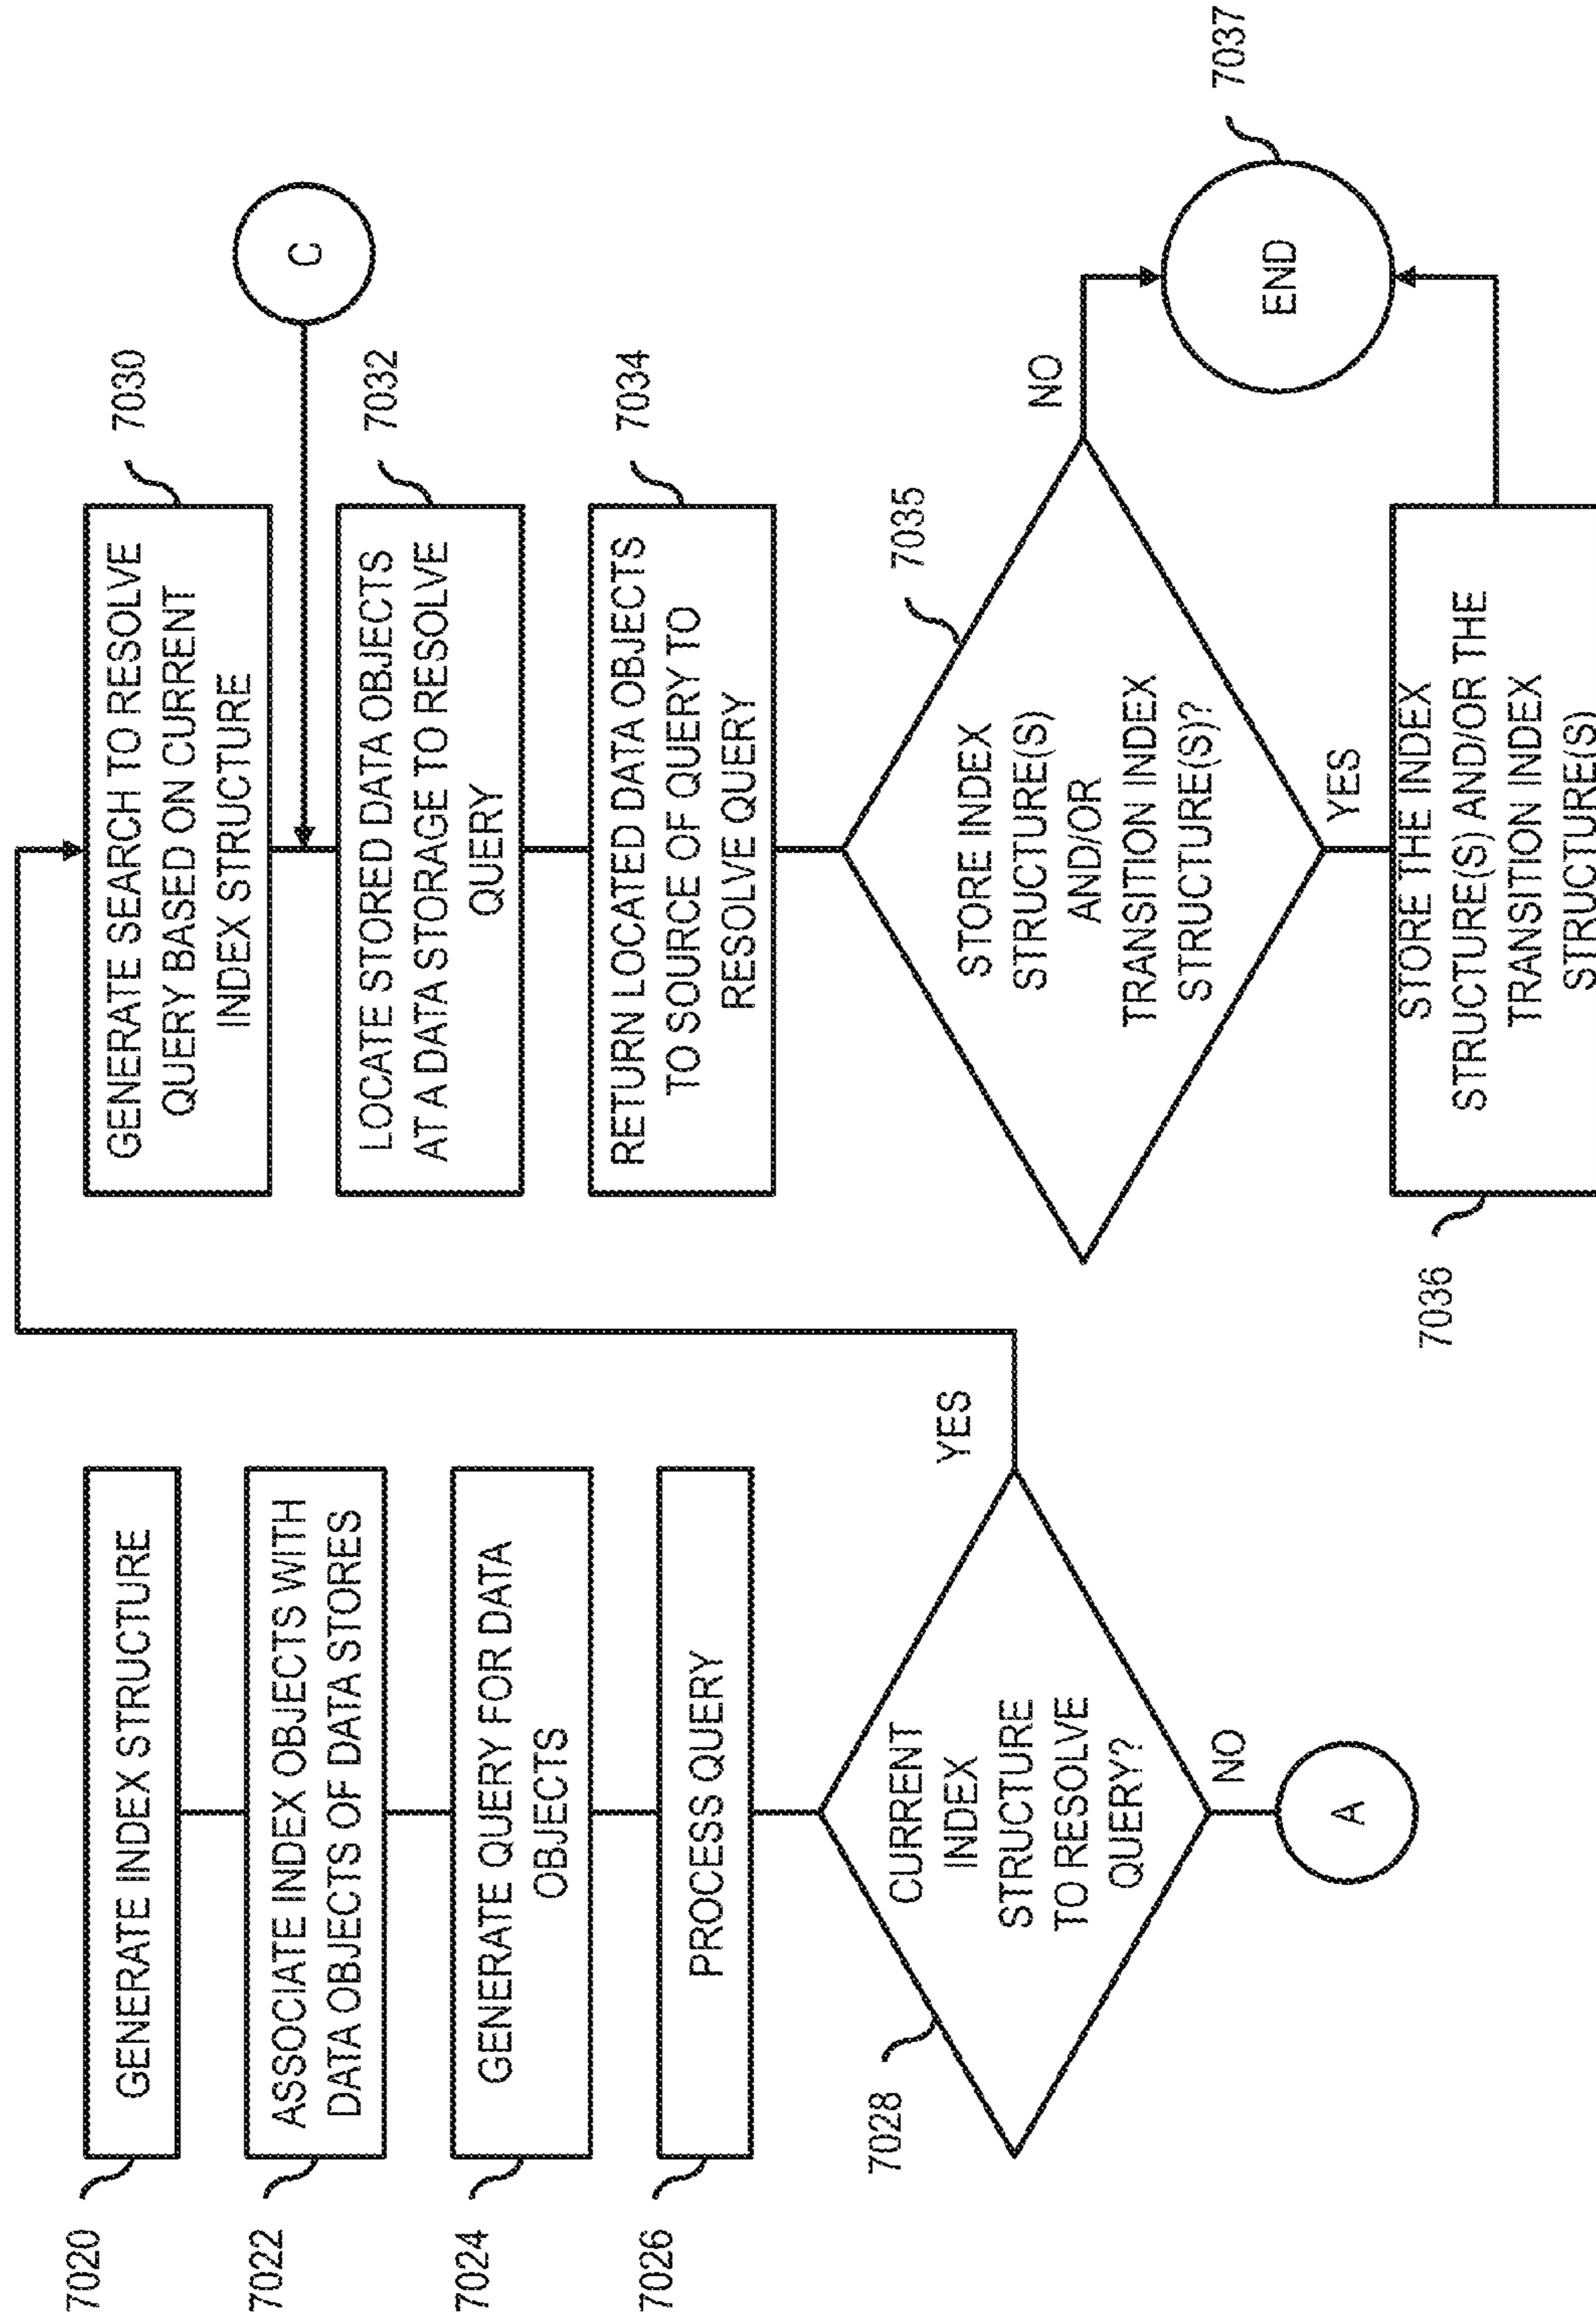 7020
GENERATE INDEX STRUCTURE
7022
ASSOCIATE INDEX OBJECTS WITH
DATA OBJECTS OF DATA STORES
7024
GENERATE QUERY FOR DATA
OBJECTS
7026
PROCESS QUERY
7028
CURRENT
INDEX
STRUCTURE
TO RESOLVE
QUERY?
YES
NO
A
7030
GENERATE SEARCH TO RESOLVE
QUERY BASED ON CURRENT
INDEX STRUCTURE
C
7032
LOCATE STORED DATA OBJECTS
AT A DATA STORAGE TO RESOLVE
QUERY
7034
RETURN LOCATED DATA OBJECTS
TO SOURCE OF QUERY TO
RESOLVE QUERY
7035
STORE INDEX
STRUCTURE(S)
AND/OR
TRANSITION INDEX
STRUCTURE(S)?
NO
YES
END
7037
7036
STORE THE INDEX
STRUCTURE(S) AND/OR THE
TRANSITION INDEX
STRUCTURE(S)